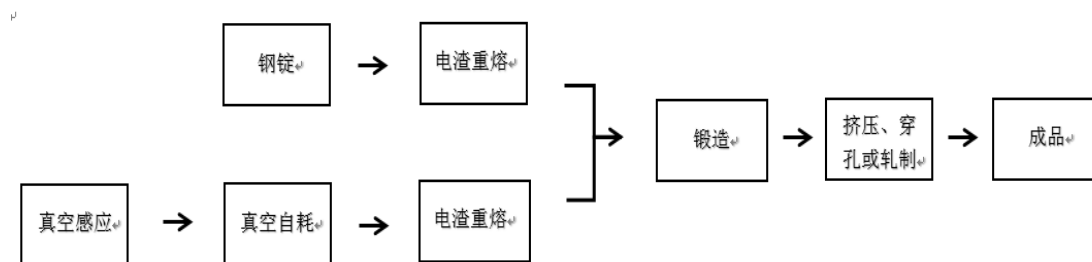 钢锭
电渣重熔
真空感应
真空自耗
电渣重熔
锻造
挤压、穿
孔或轧制
成品